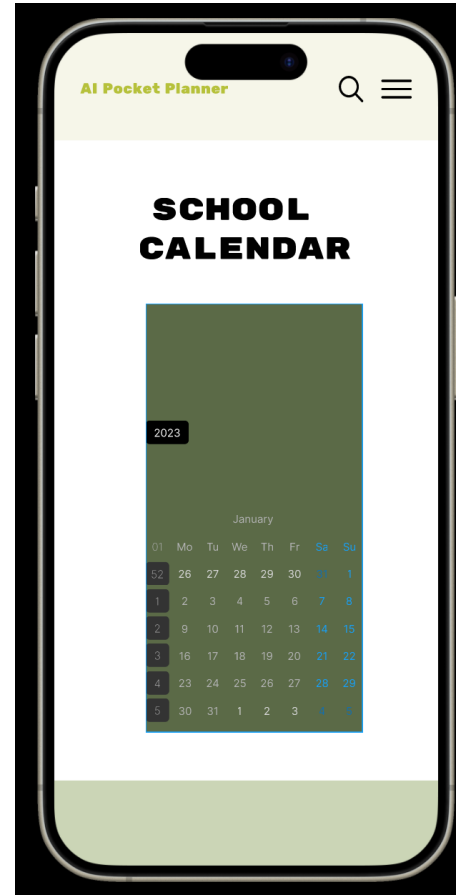 AI Pocket Planner
SCHOOL
CALENDAR
2023
January
01 Mo Tu We Th Fr Sa Su
52 26 27 28 29 30 31 1
1 2 3 4 5 6 7 8
2 9 10 11 12 13 14 15
3 16 17 18 19 20 21 22
4 23 24 25 26 27 28 29
5 30 31 1 2 3 4 5